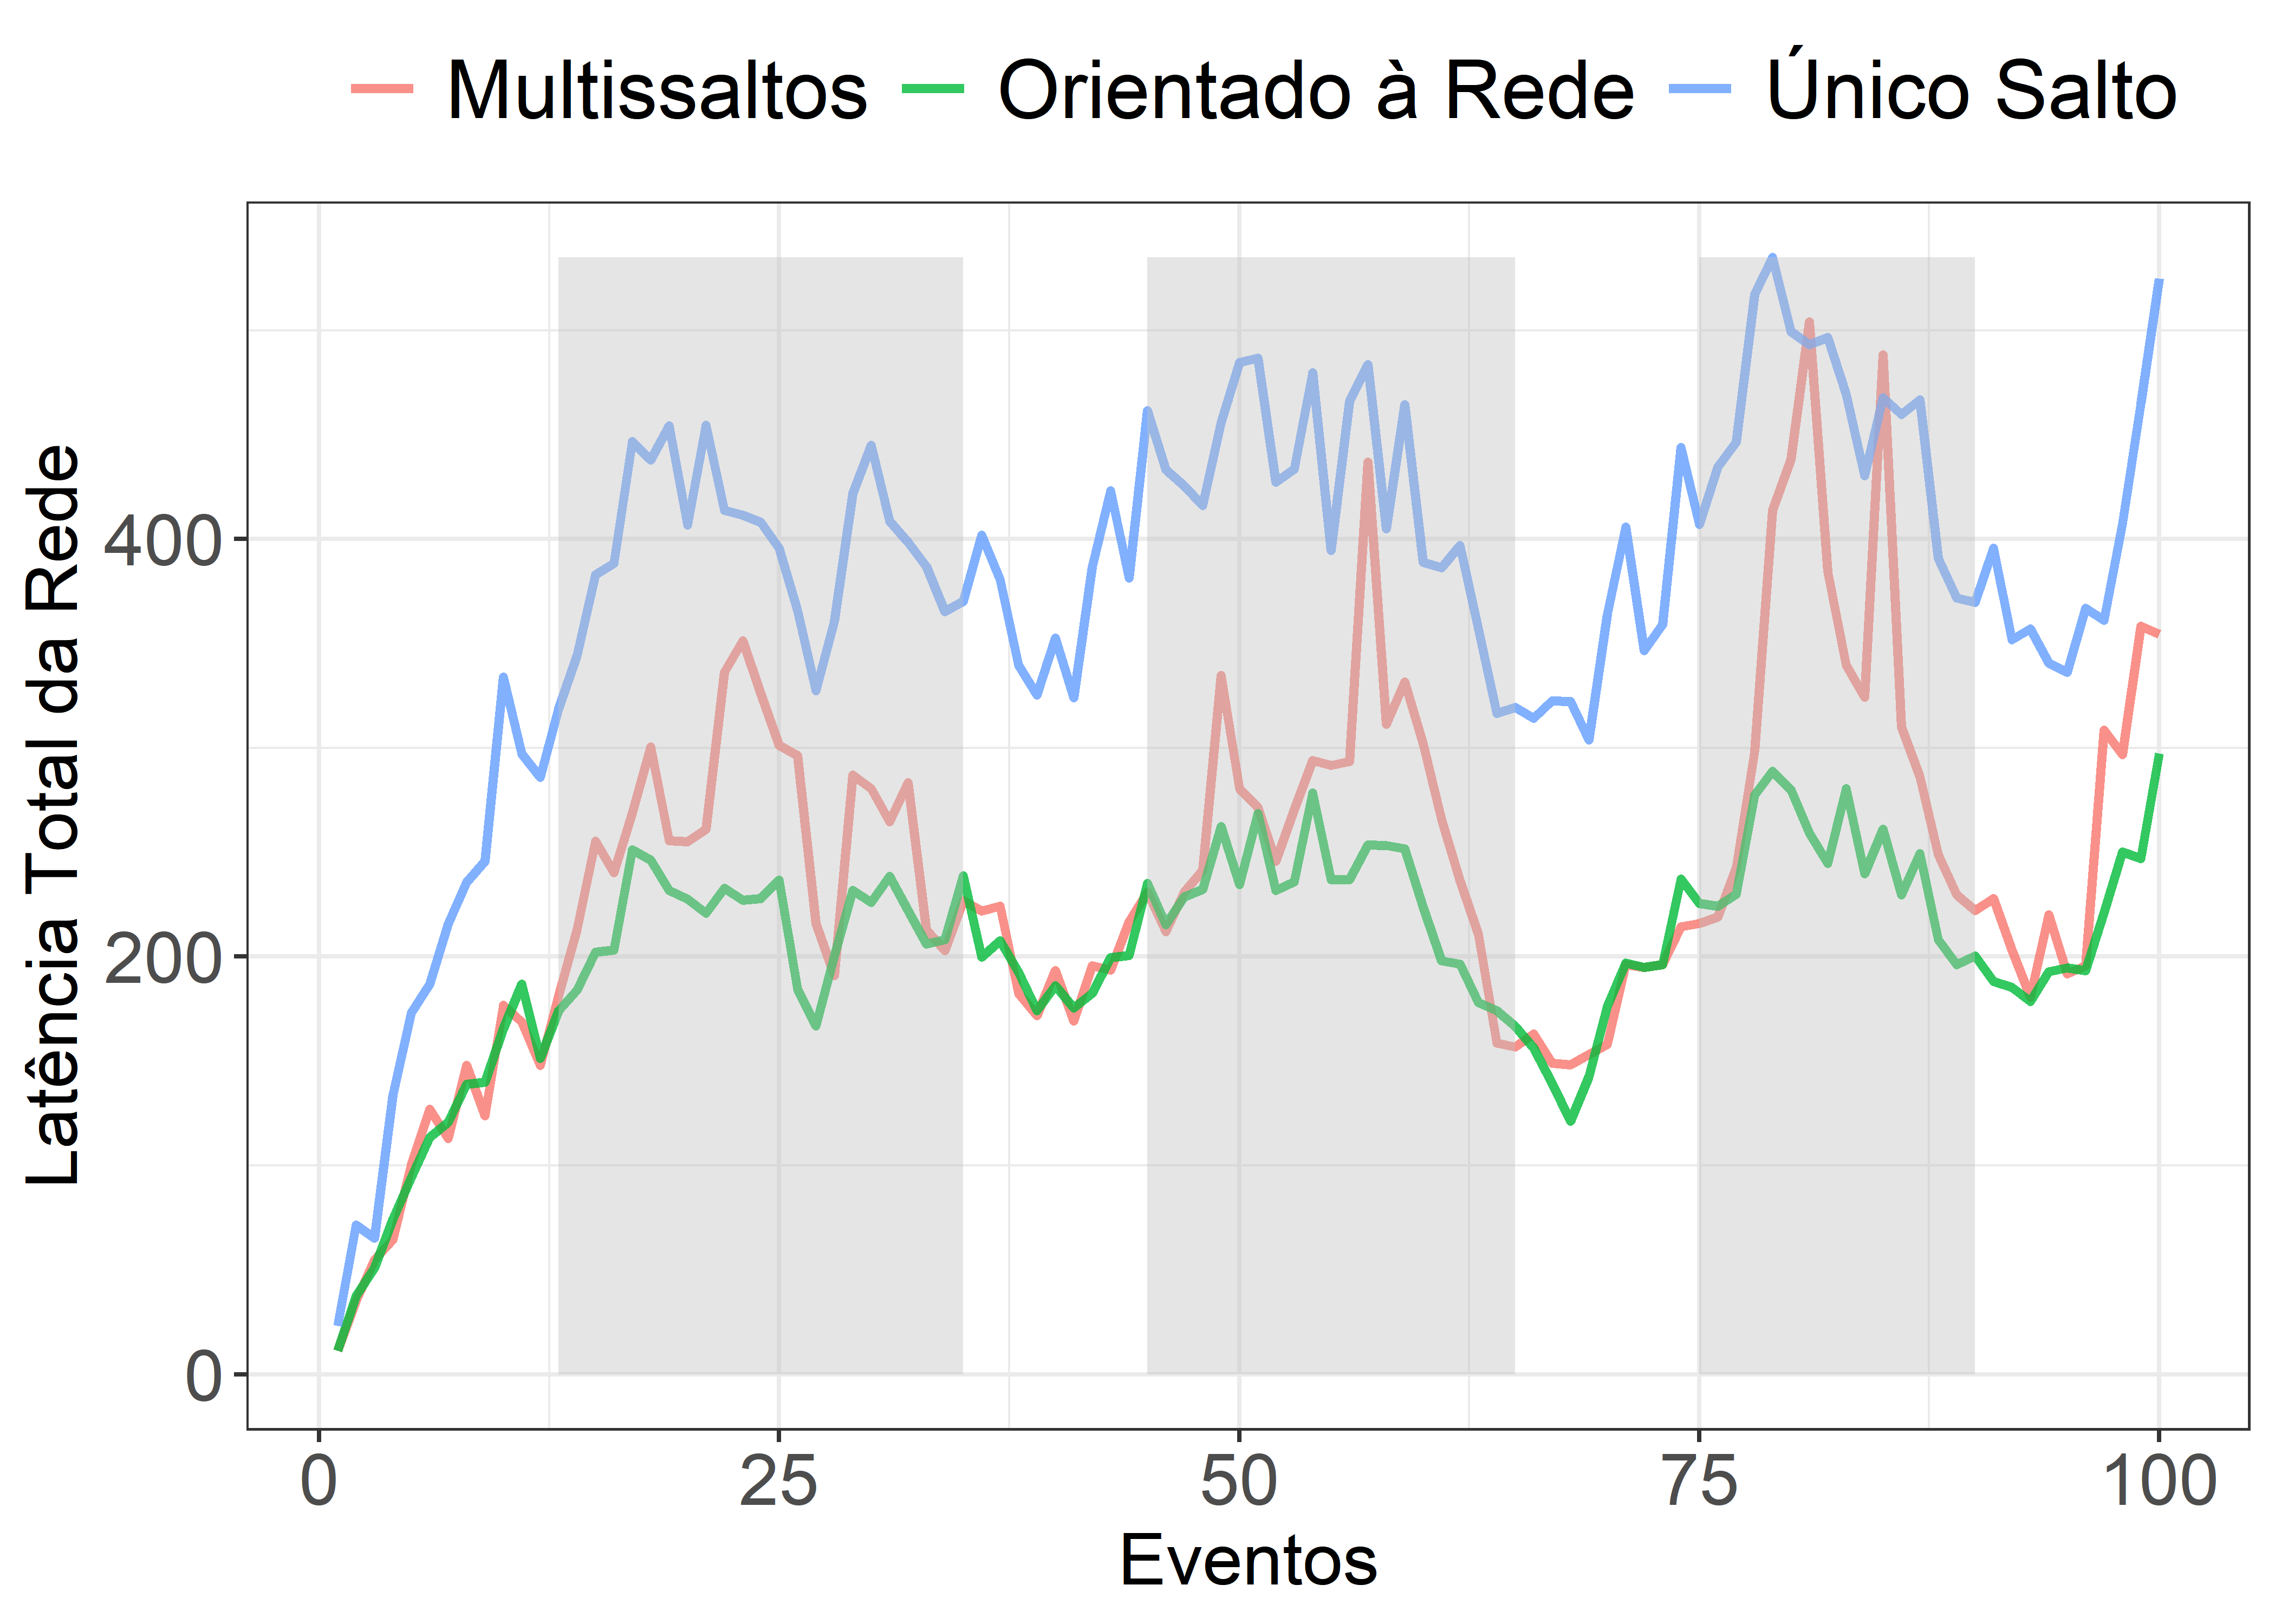 Multissaltos Orientado à Rede Único Salto
Latência Total da Rede
400
200
0
0 25 50 75 100
Eventos